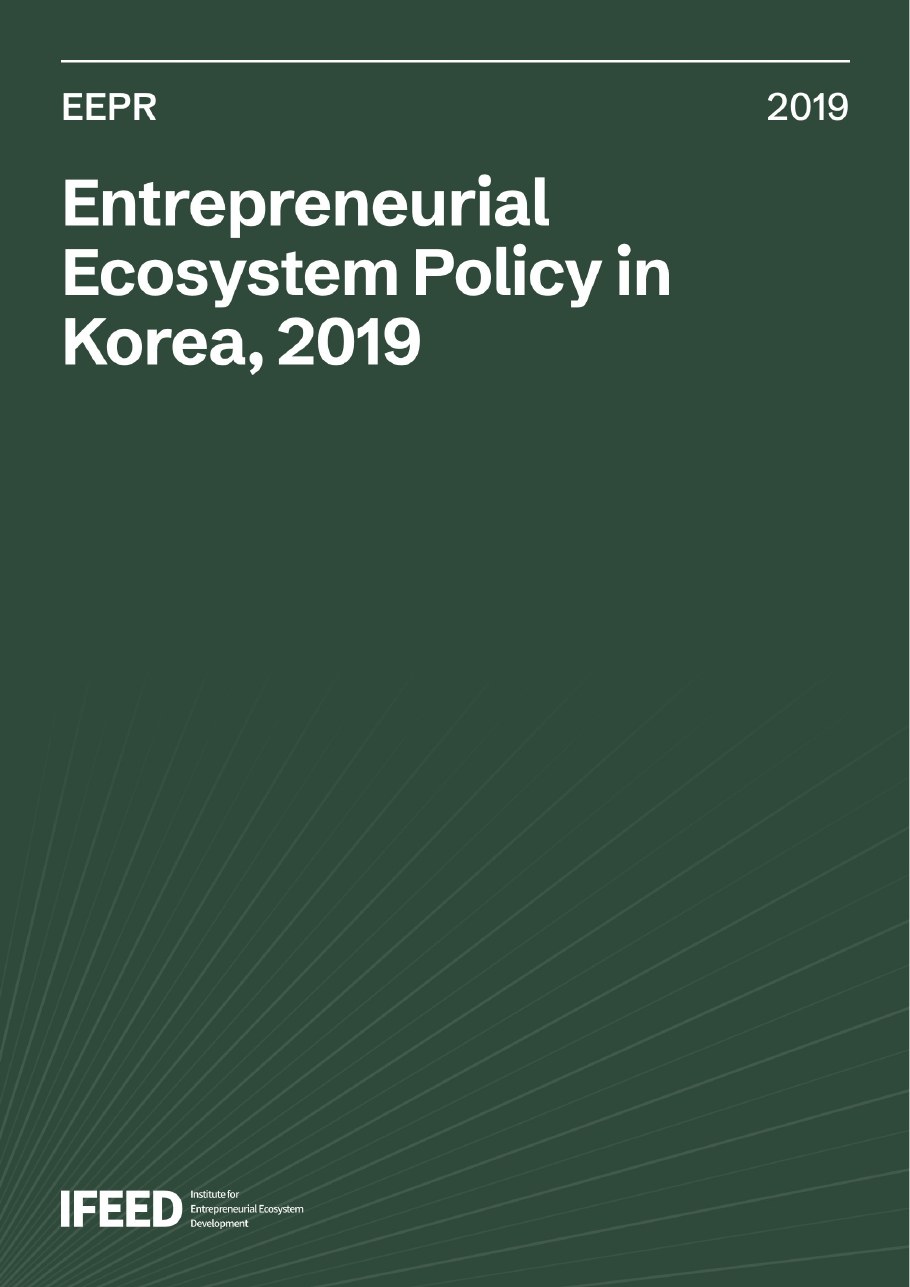 EEPR
2019
Entrepreneurial
Ecosystem Policy in
Korea, 2019
IFEED
Institute for
Entrepreneurial Ecosystem
Development